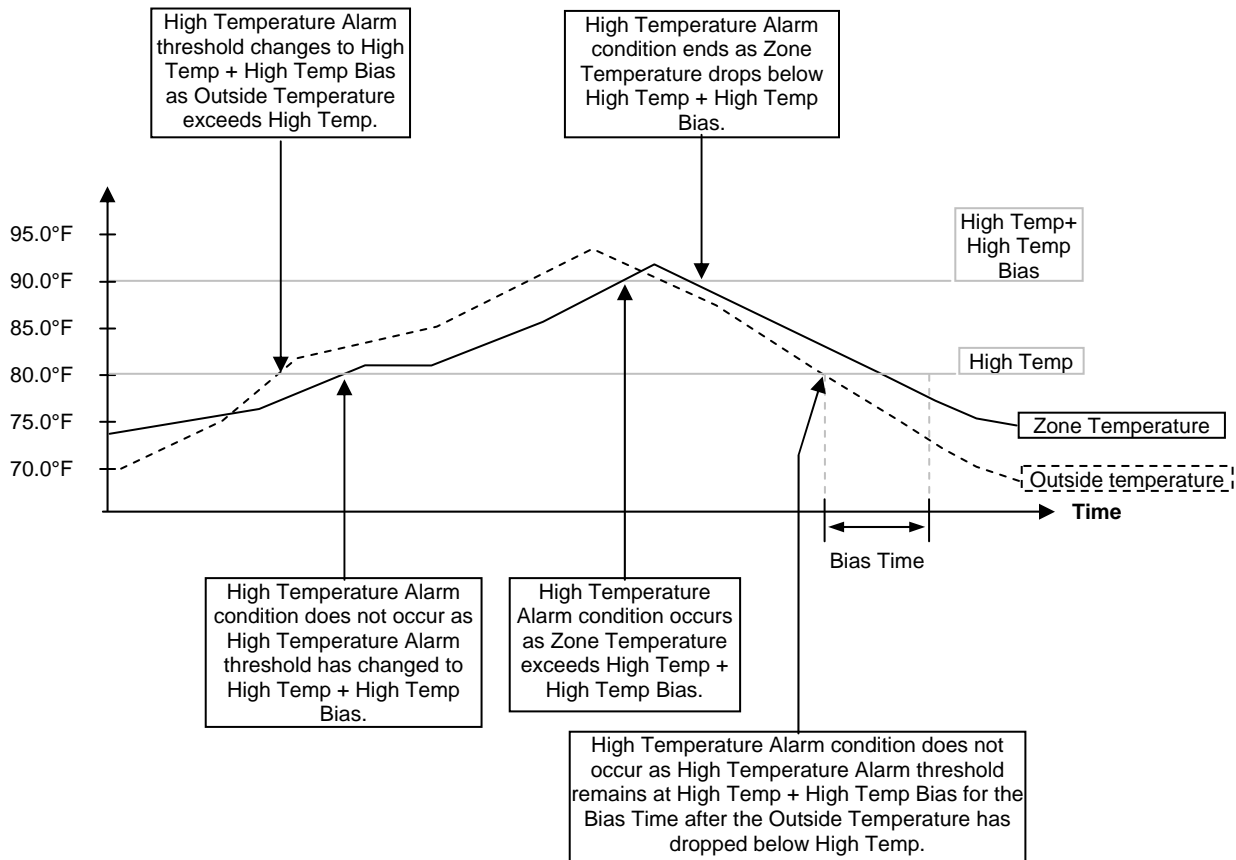 High Temperature Alarm
threshold changes to High
Temp + High Temp Bias
as Outside Temperature
exceeds High Temp.
High Temperature Alarm
condition ends as Zone
Temperature drops below
High Temp + High Temp
Bias.
95.0°F
90.0°F
85.0°F
80.0°F
75.0°F
70.0°F
High Temp+
High Temp
Bias
High Temp
Zone Temperature
Outside temperature
Time
Bias Time
High Temperature Alarm
condition does not occur as
High Temperature Alarm
threshold has changed to
High Temp + High Temp
Bias.
High Temperature
Alarm condition occurs
as Zone Temperature
exceeds High Temp +
High Temp Bias.
High Temperature Alarm condition does not
occur as High Temperature Alarm threshold
remains at High Temp + High Temp Bias for the
Bias Time after the Outside Temperature has
dropped below High Temp.